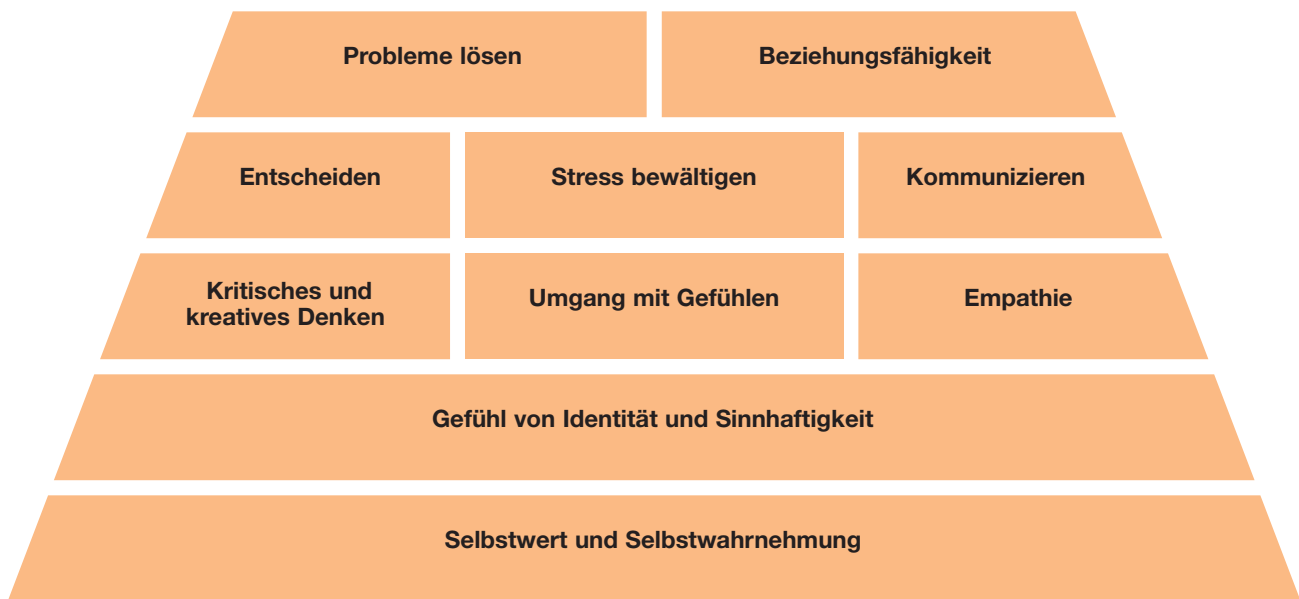 Probleme lösen
Beziehungsfähigkeit
Entscheiden
Stress bewältigen
Kommunizieren
Kritisches und
kreatives Denken
Umgang mit Gefühlen
Empathie
Gefühl von Identität und Sinnhaftigkeit
Selbstwert und Selbstwahrnehmung